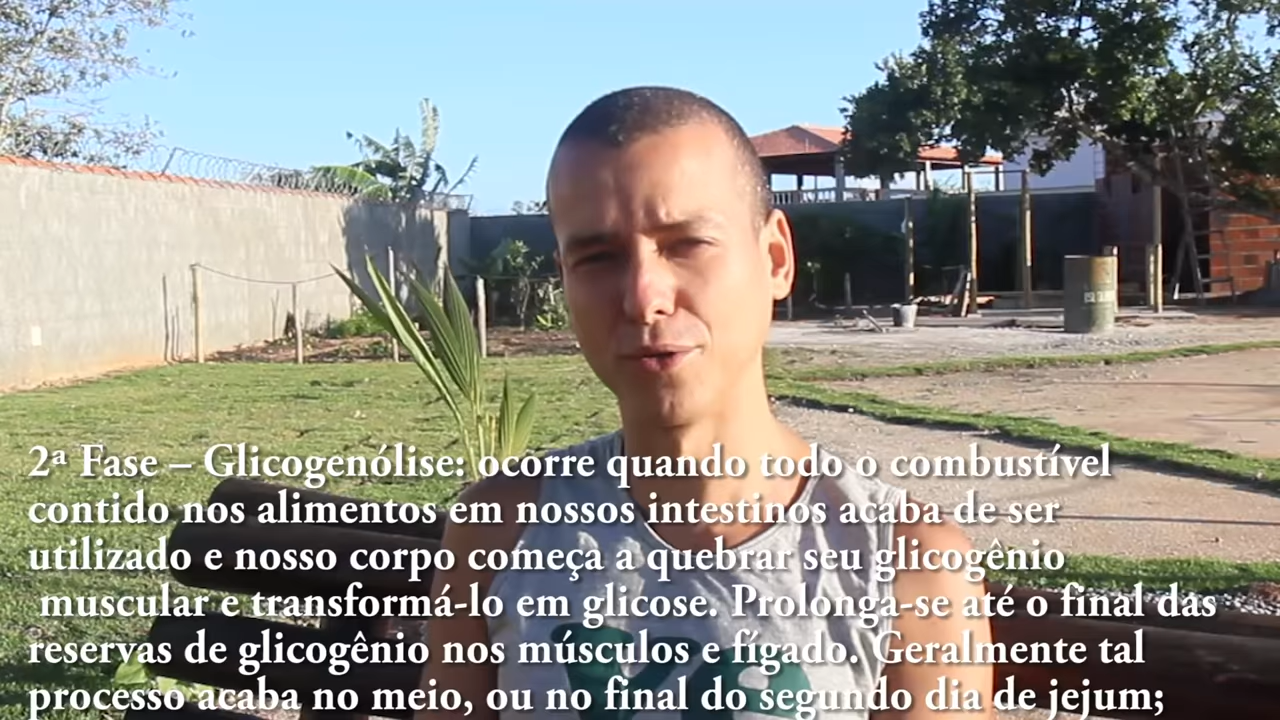 2ª Fase – Glicogenólise: ocorre quando todo o combustível
contido nos alimentos em nossos intestinos acaba de ser
utilizado e nosso corpo começa a quebrar seu glicogênio
muscular e transformá-lo em glicose. Prolonga-se até o final das
reservas de glicogênio nos músculos e fígado. Geralmente tal
processo acaba no meio, ou no final do segundo dia de jejum;